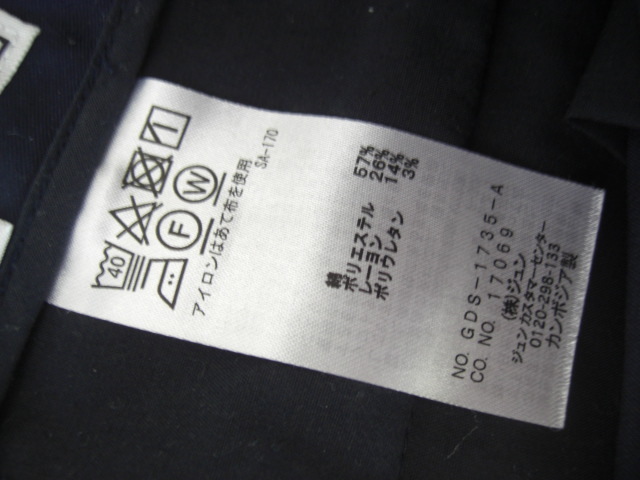 40
F
W
アイロンはあて布を使用
SA-170
綿 57%
ポリエステル 26%
レーヨン 14%
ポリウレタン 3%
NO. GDS-1735-A
CO. NO. 17069
(株)ジュン
ジュンカスタマーセンター
0120-298-133
カンボジア製